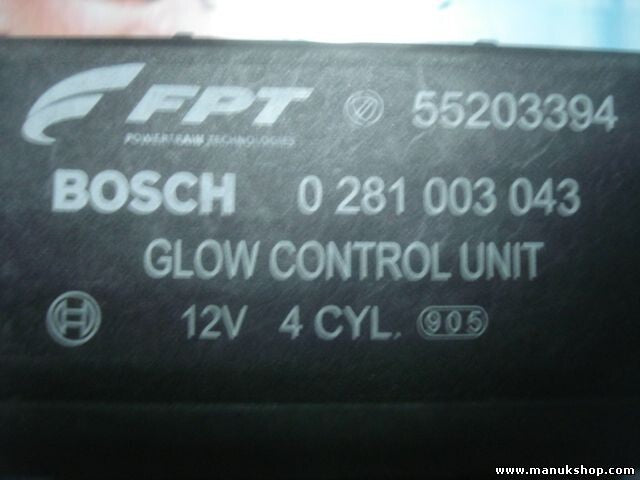 FPT 55203394
POWERTRAIN TECHNOLOGIES
BOSCH 0 281 003 043
GLOW CONTROL UNIT
12V 4 CYL. 905
www.manukshop.com